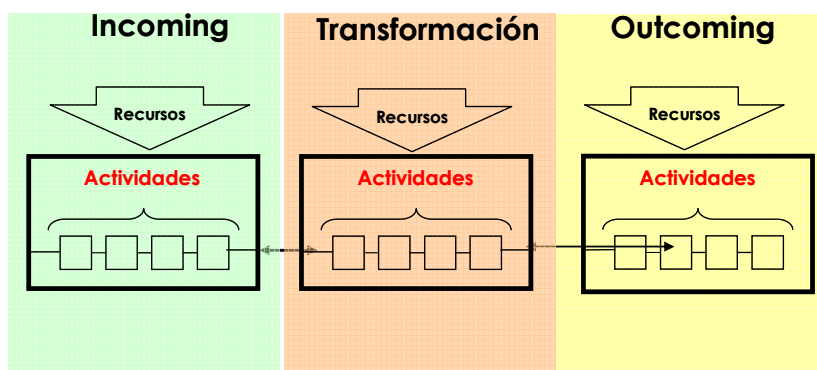 Incoming
Transformación
Outcoming
Recursos
Recursos
Recursos
Actividades
Actividades
Actividades